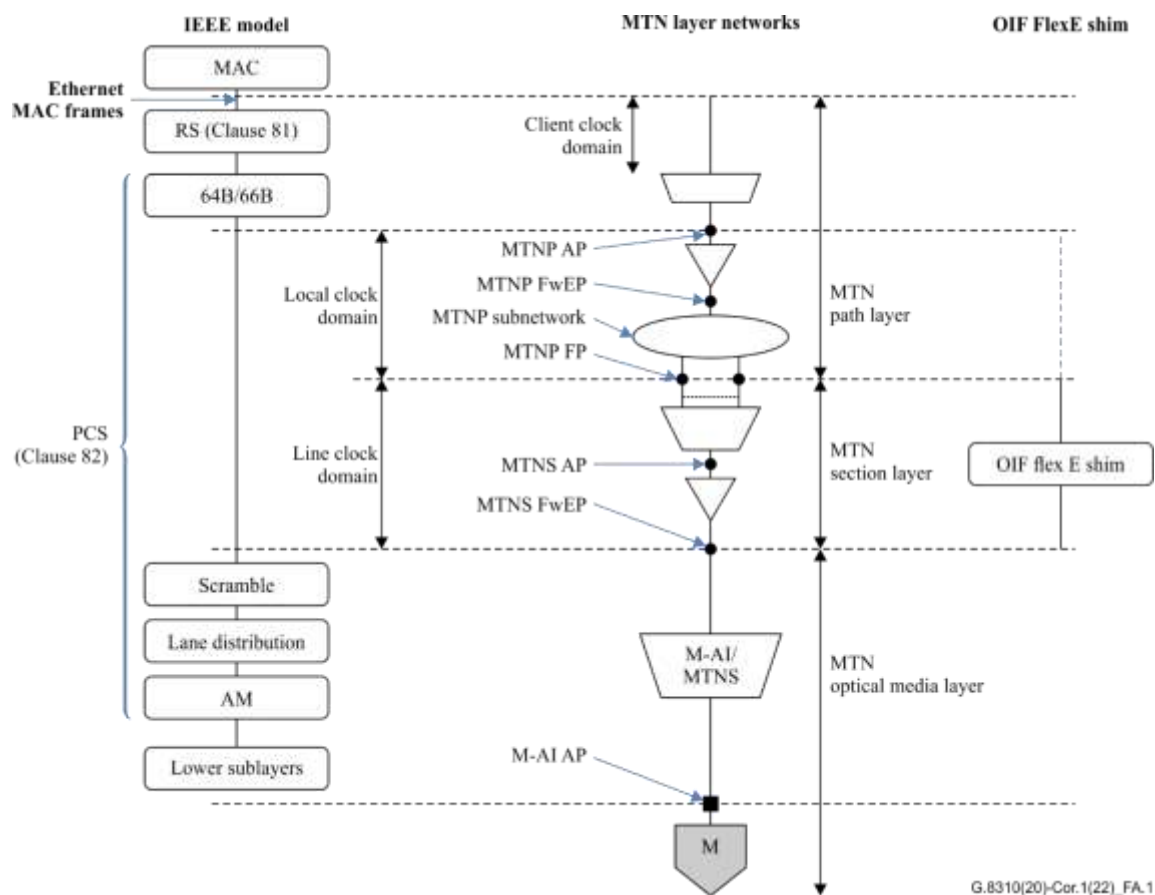 IEEE model
MTN layer networks
OIF FlexE shim
MAC
Ethernet
MAC frames
RS (Clause 81)
Client clock
domain
64B/66B
MTNP AP
MTNP FwEP
Local clock
domain
MTNP subnetwork
MTN
path layer
MTNP FP
PCS
(Clause 82)
Line clock
domain
MTNS AP
MTN
section layer
OIF flex E shim
MTNS FwEP
Scramble
Lane distribution
M-AI/
MTNS
MTN
optical media layer
AM
Lower sublayers
M-AI AP
M
G.8310(20)-Cor.1(22)_FA.1